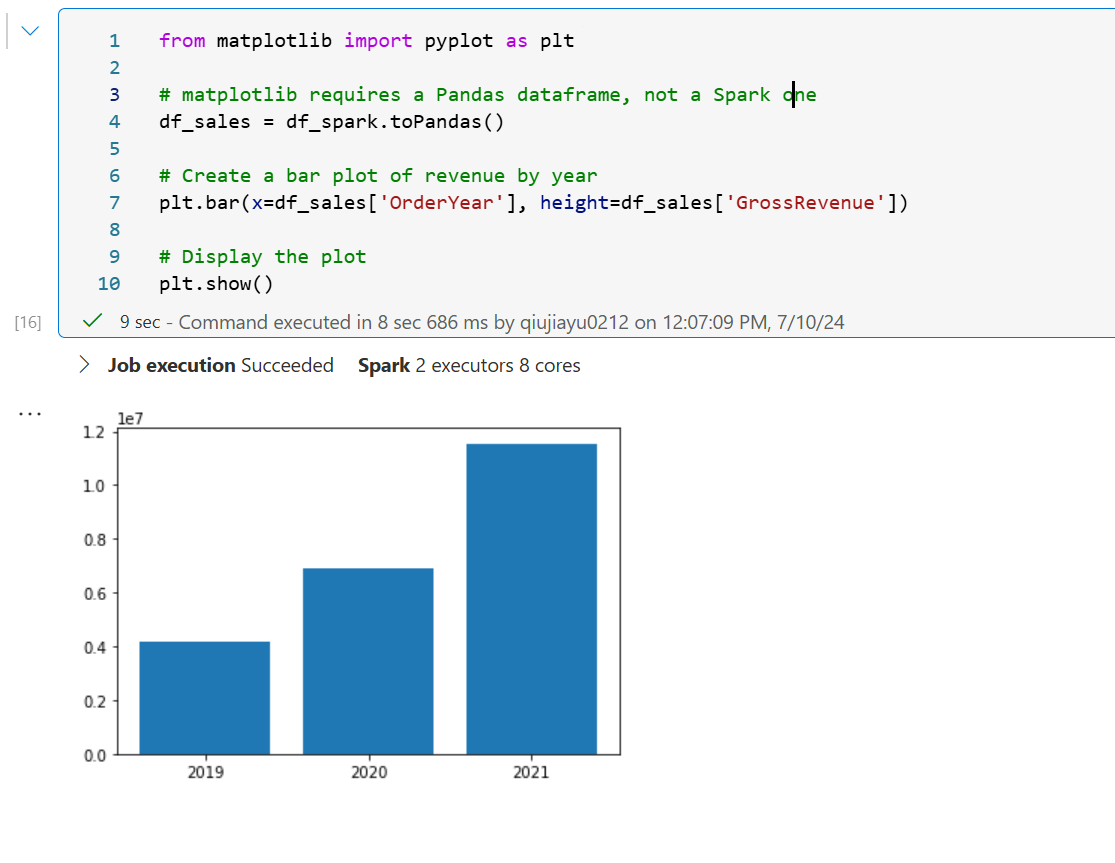 1 from matplotlib import pyplot as plt
2
3 # matplotlib requires a Pandas dataframe, not a Spark one
4 df_sales = df_spark.toPandas()
5
6 # Create a bar plot of revenue by year
7 plt.bar(x=df_sales['OrderYear'], height=df_sales['GrossRevenue'])
8
9 # Display the plot
10 plt.show()
[16] 9 sec - Command executed in 8 sec 686 ms by qiujiayu0212 on 12:07:09 PM, 7/10/24
Job execution Succeeded Spark 2 executors 8 cores
...
1e7
1.2
1.0
0.8
0.6
0.4
0.2
0.0
2019 2020 2021